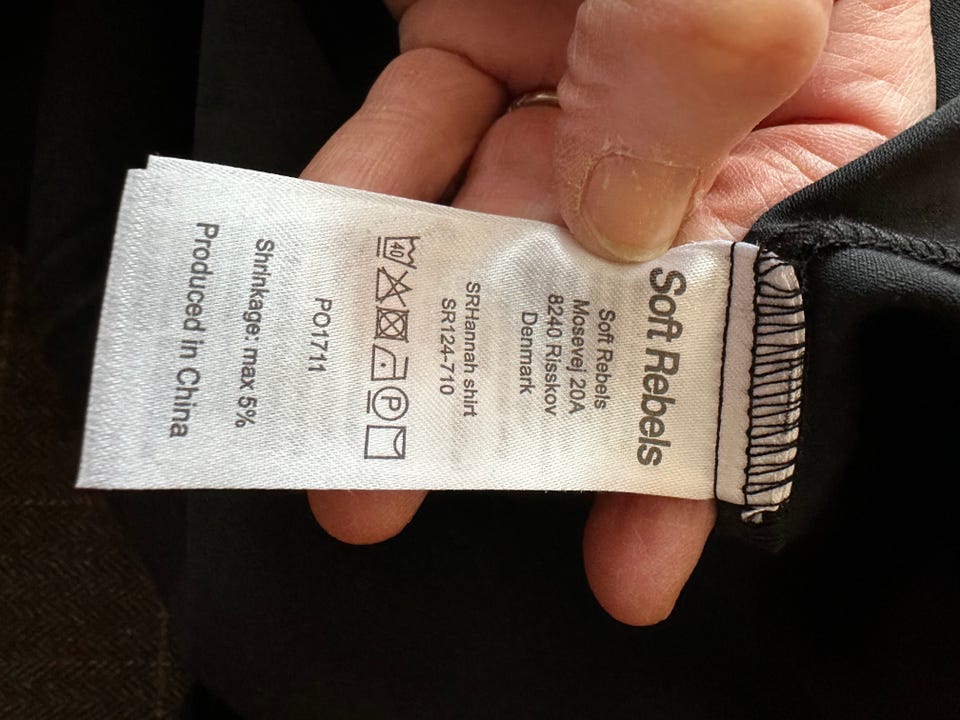 Soft Rebels
Soft Rebels
Mosevej 20A
8240 Risskov
Denmark
SRHannah shirt
SR124-710
40 P
PO1711
Shrinkage: max 5%
Produced in China